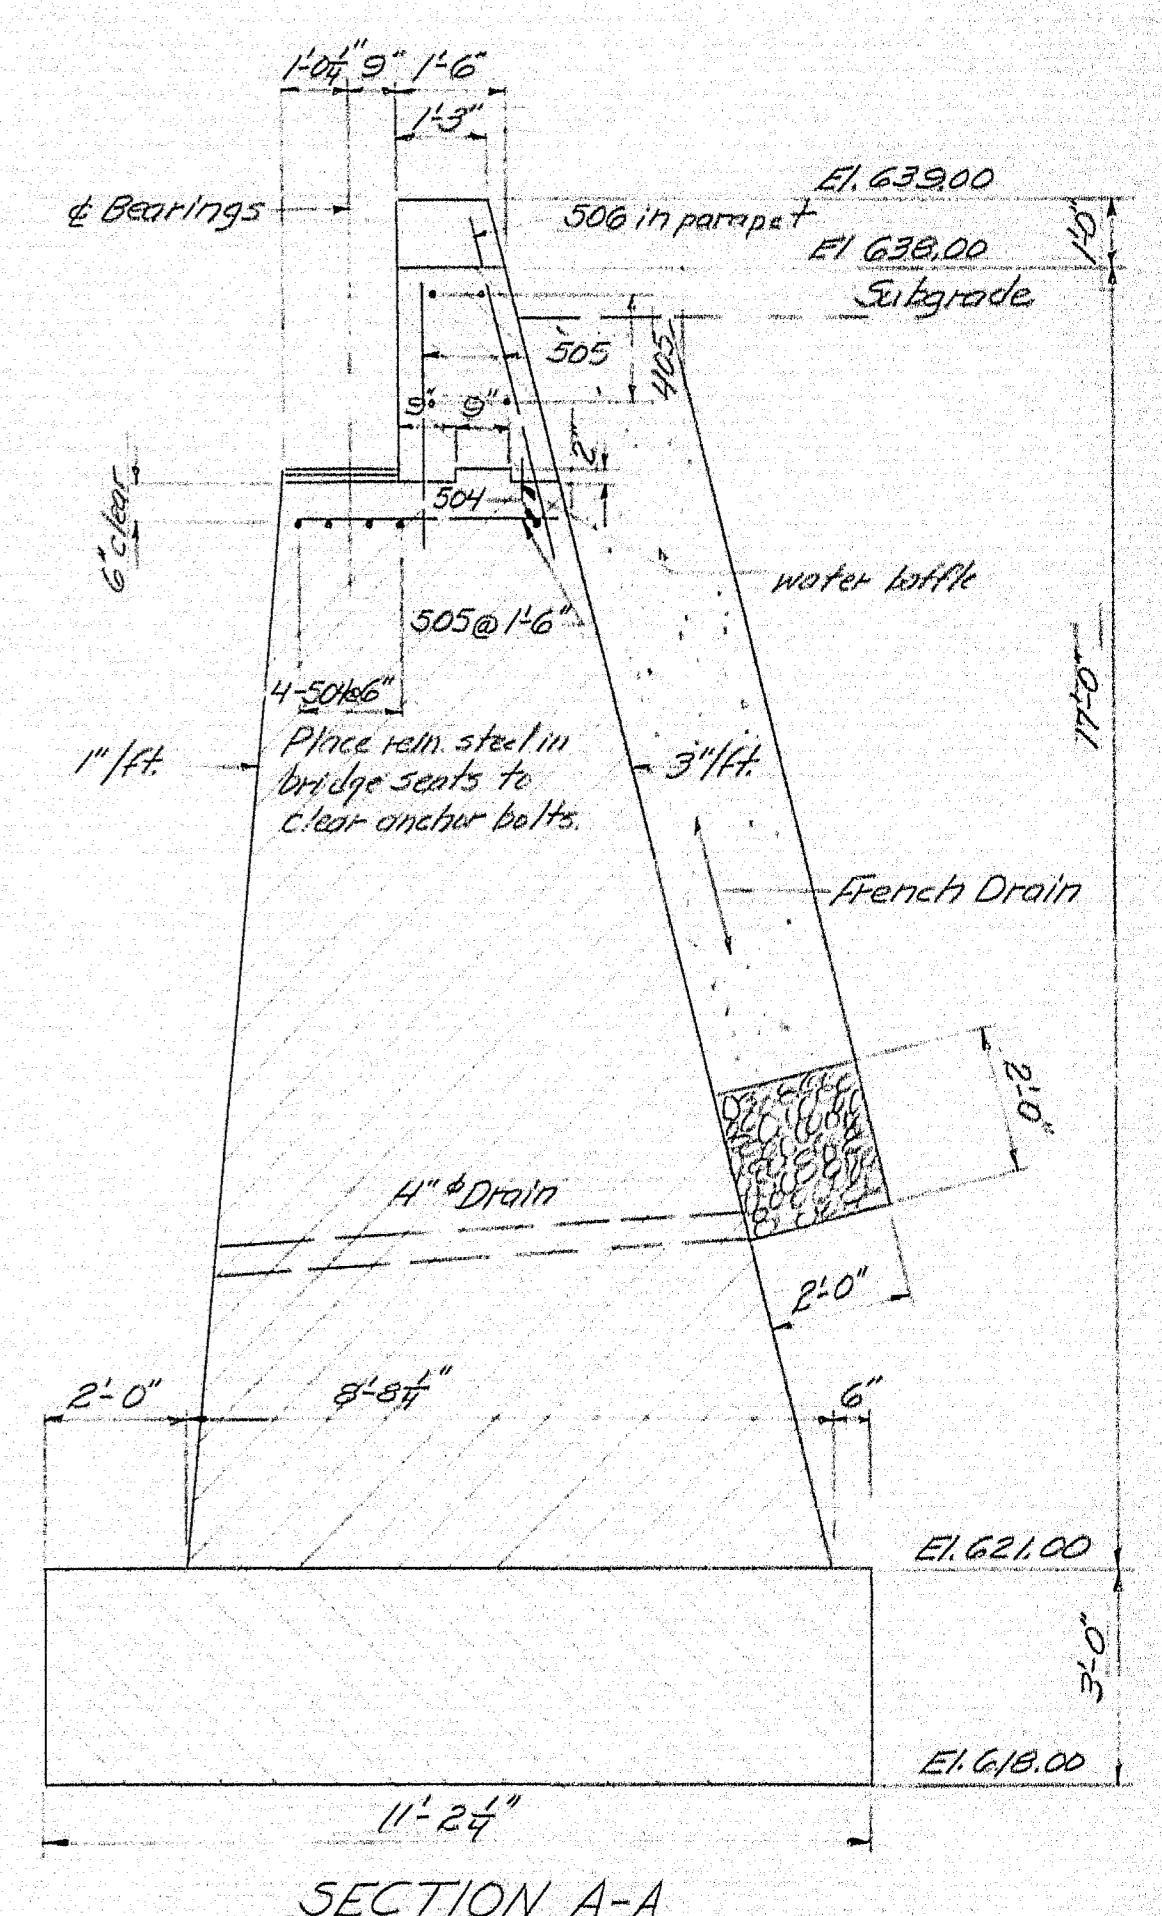 1'-0¼" 9" 1'-6"
1'-3"
El. 639.00
℄ Bearings
506 in parapet
1'-0"
El 638.00
Subgrade
505
405
9" 9"
2"
504
6" clear
water baffle
505@1'-6"
4-504@6"
17'-0"
Place rein. steel in
bridge seats to
clear anchor bolts.
1"/ft.
3"/ft.
French Drain
2'-0"
4" ϕ Drain
2'-0"
2'-0"
8'-8¼"
6"
El. 621.00
3'-0"
El. 618.00
11'-2¼"
SECTION A-A